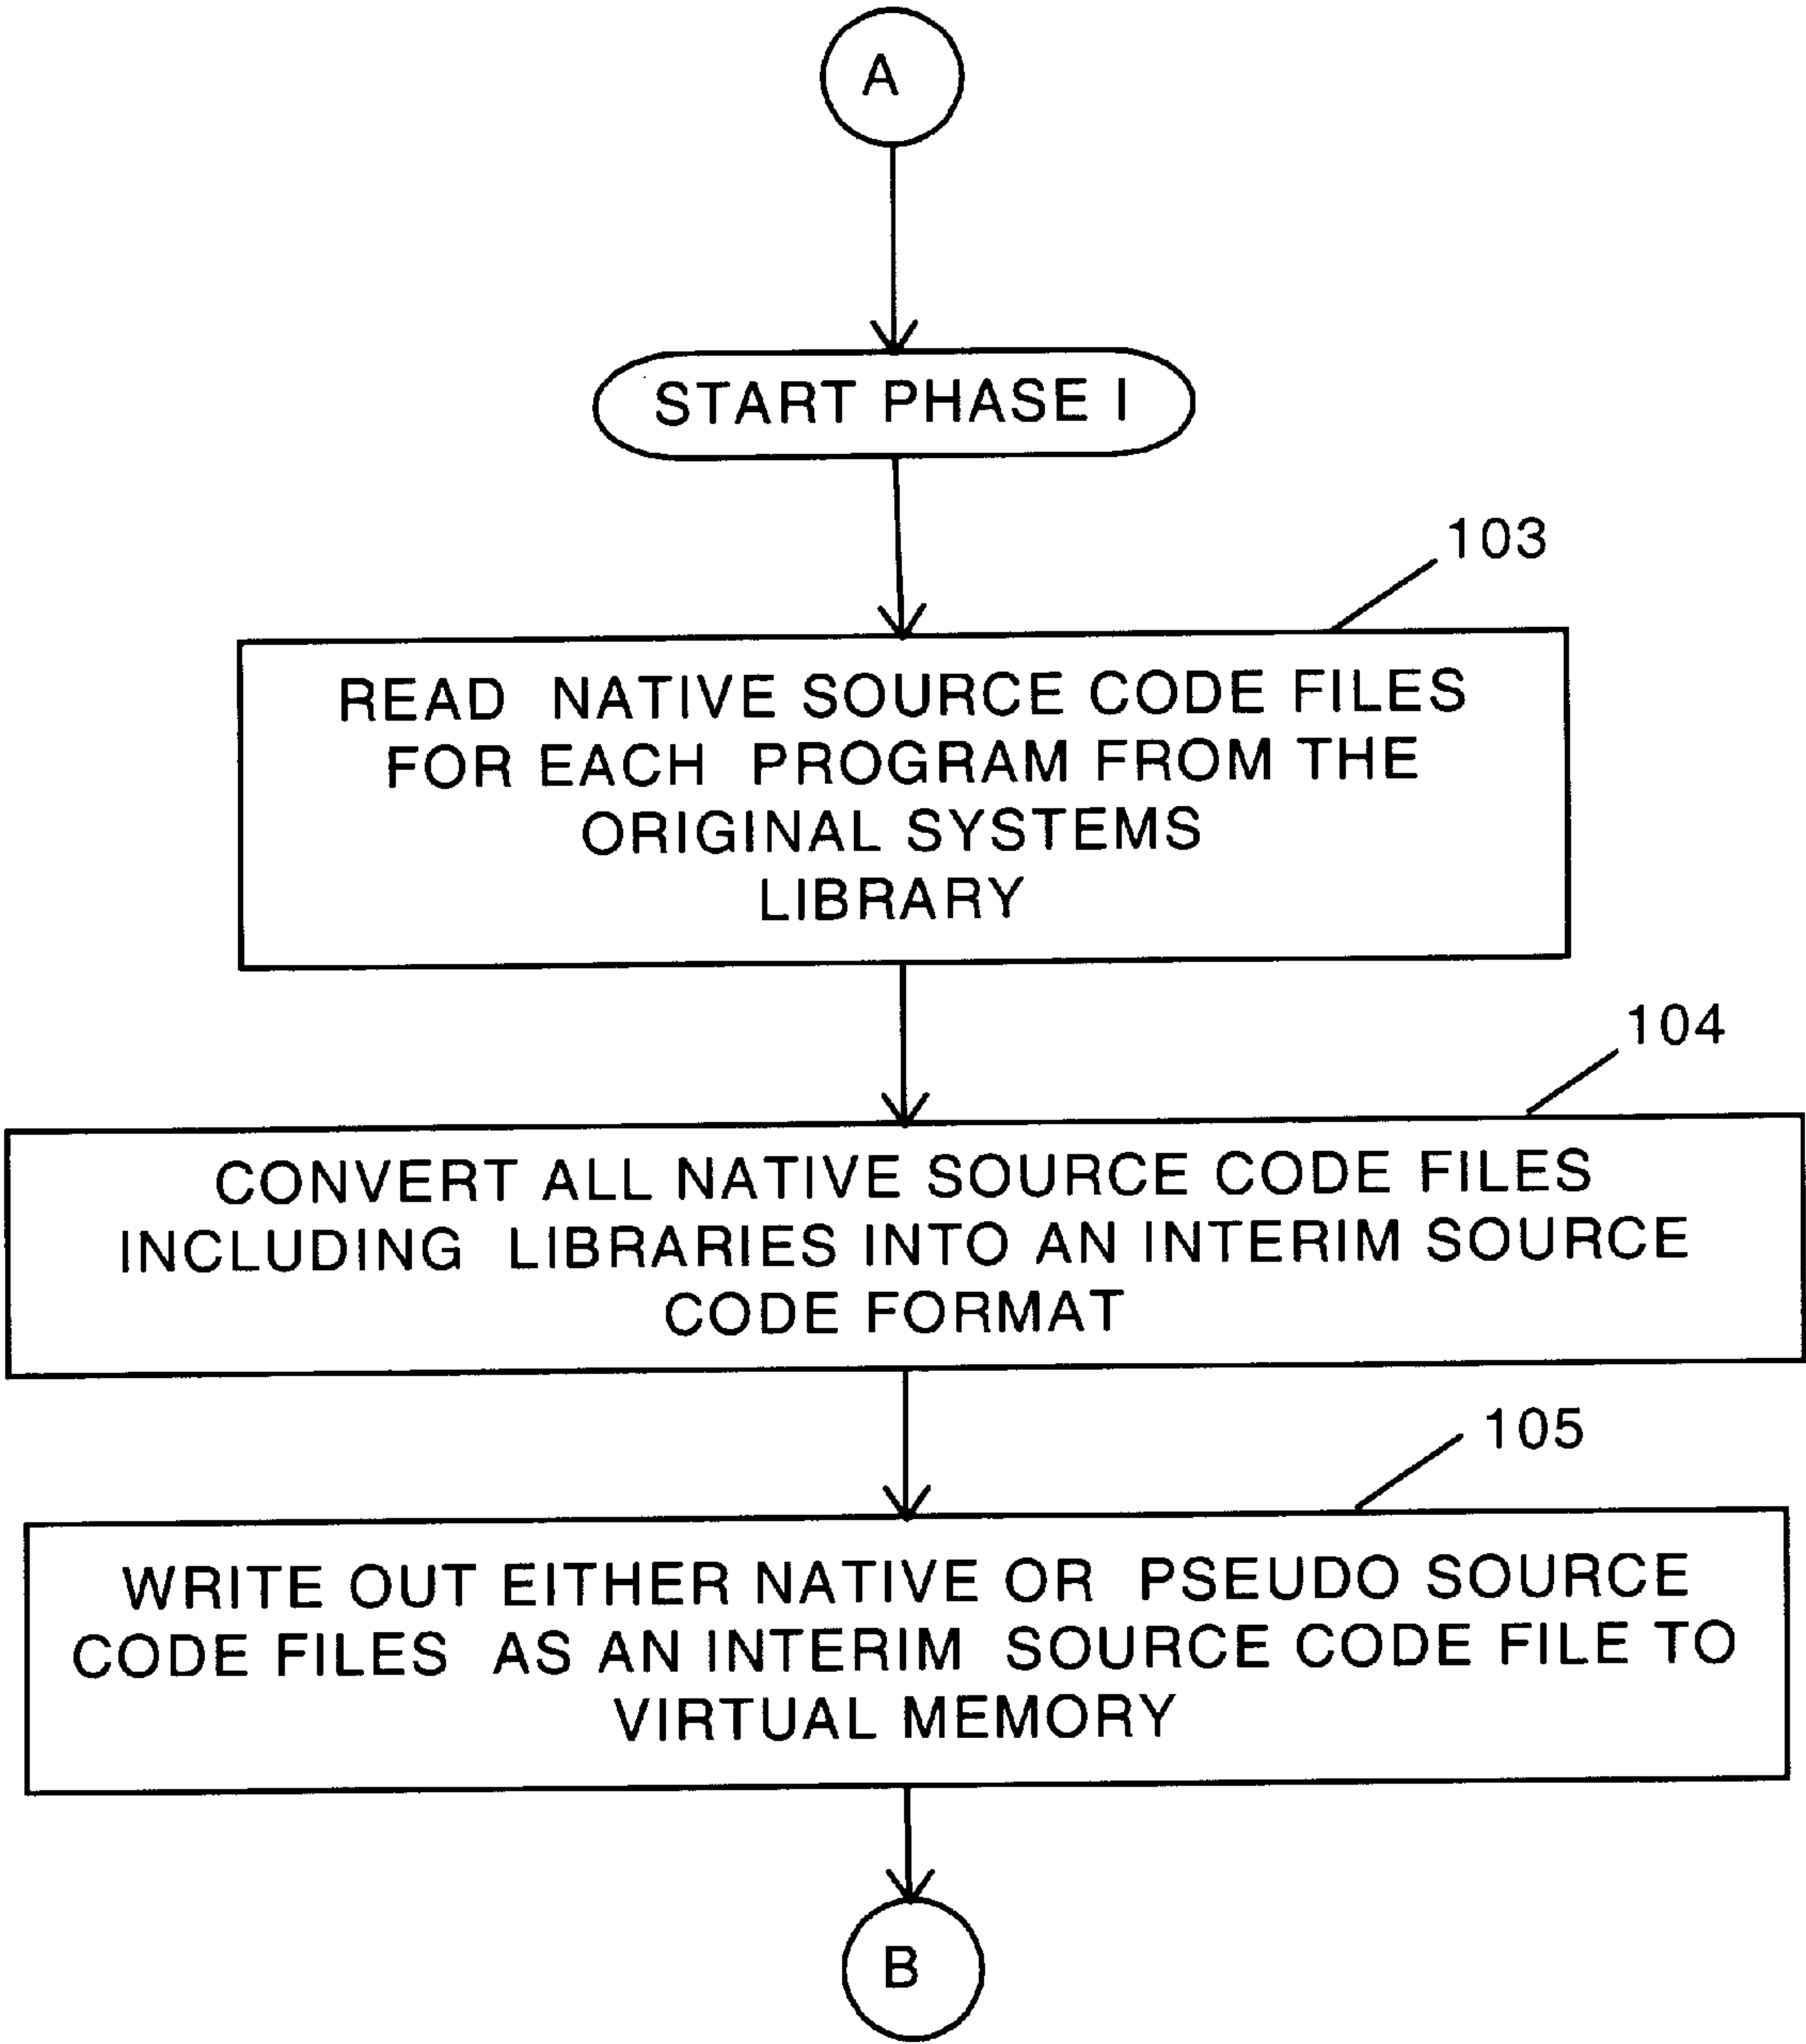 A
START PHASE I
103
READ NATIVE SOURCE CODE FILES
FOR EACH PROGRAM FROM THE
ORIGINAL SYSTEMS
LIBRARY
104
CONVERT ALL NATIVE SOURCE CODE FILES
INCLUDING LIBRARIES INTO AN INTERIM SOURCE
CODE FORMAT
105
WRITE OUT EITHER NATIVE OR PSEUDO SOURCE
CODE FILES AS AN INTERIM SOURCE CODE FILE TO
VIRTUAL MEMORY
B